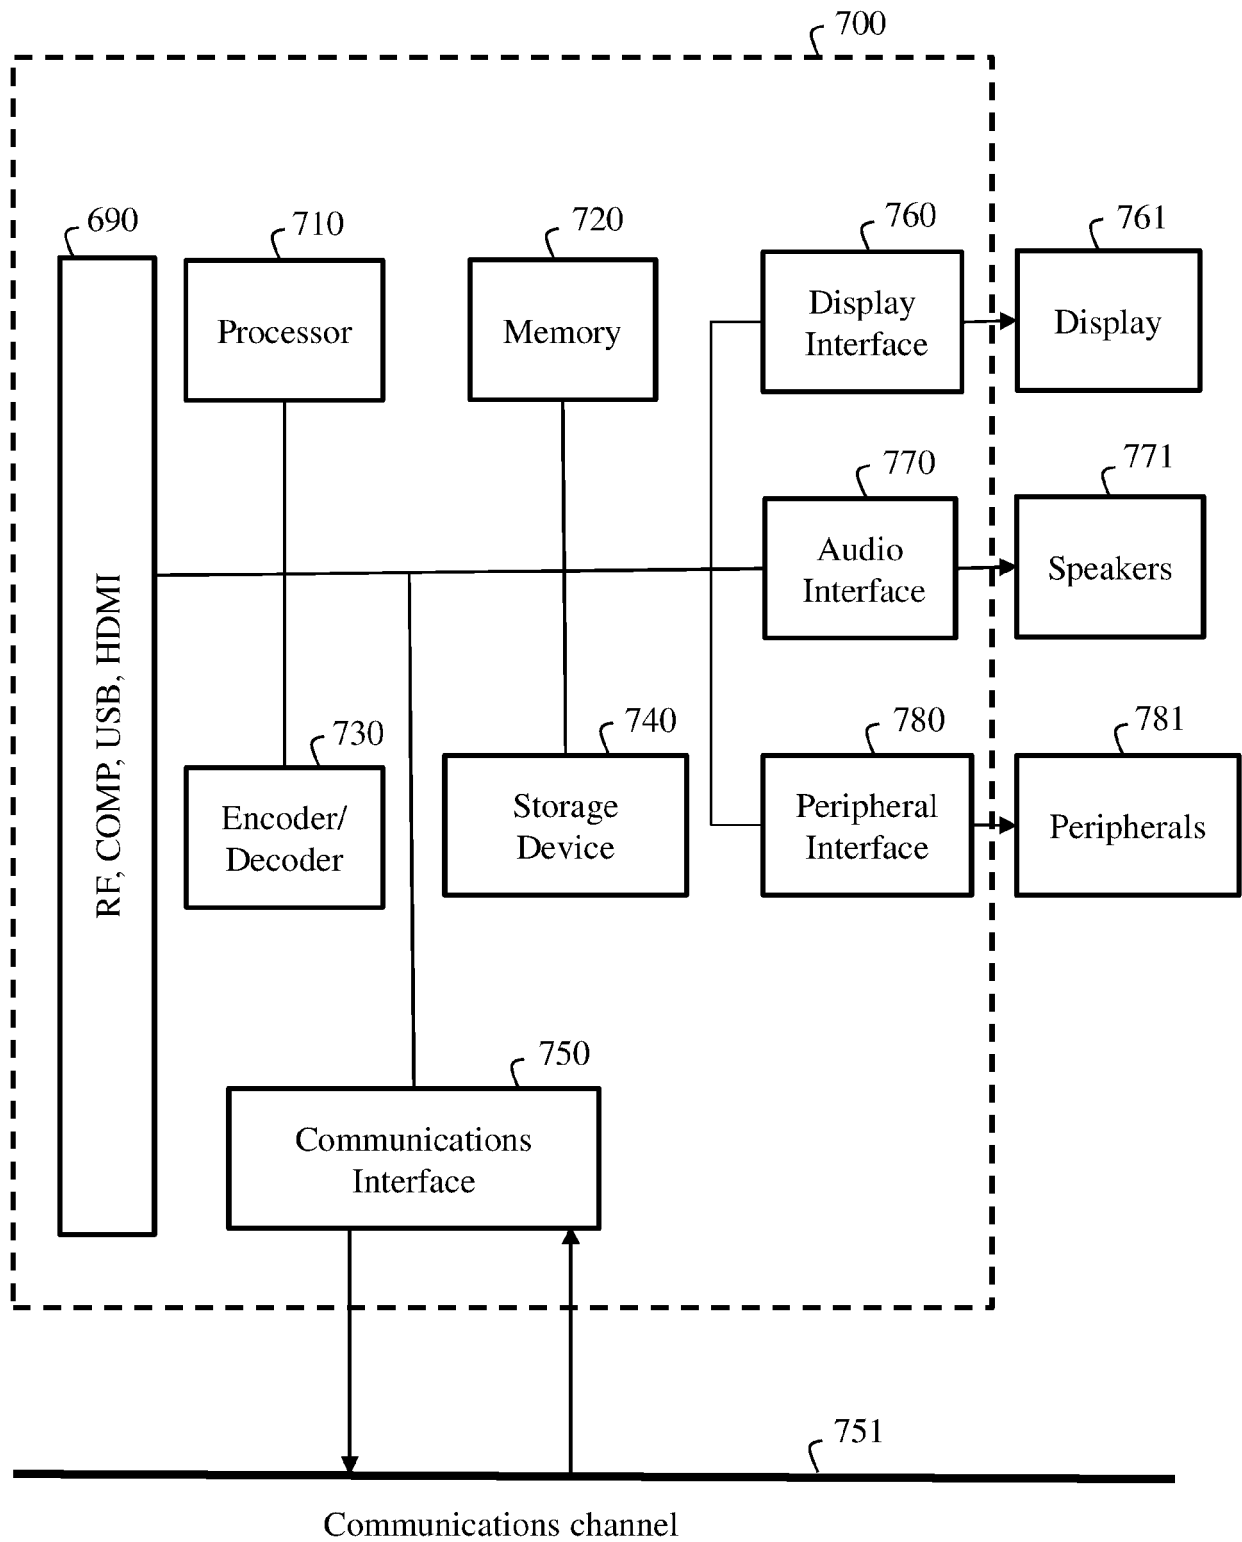 700
690
710
720
760
761
Processor
Memory
Display
Interface
Display
770
771
Audio
Interface
Speakers
RF, COMP, USB, HDMI
730
740
780
781
Encoder/
Decoder
Storage
Device
Peripheral
Interface
Peripherals
750
Communications
Interface
751
Communications channel